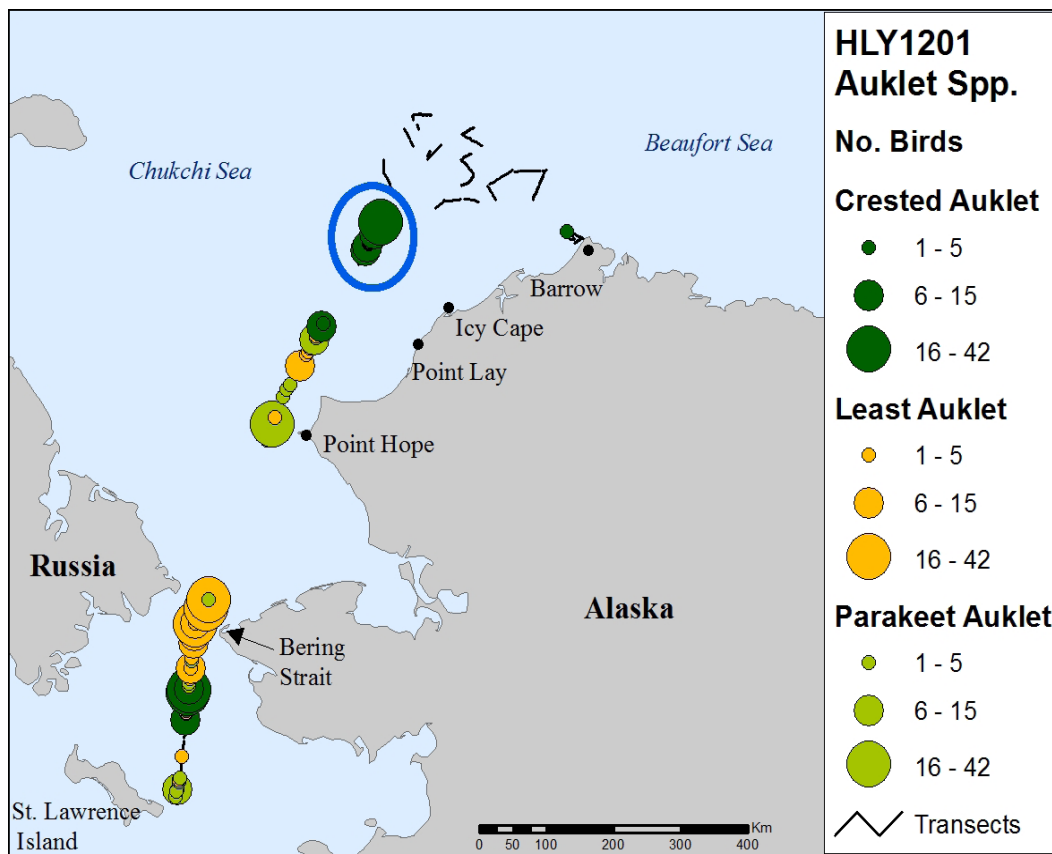 Chukchi Sea
Beaufort Sea
Barrow
Icy Cape
Point Lay
Point Hope
Russia
Alaska
Bering
Strait
St. Lawrence
Island
Km
0 50 100 200 300 400
HLY1201
Auklet Spp.
No. Birds
Crested Auklet
1 - 5
6 - 15
16 - 42
Least Auklet
1 - 5
6 - 15
16 - 42
Parakeet Auklet
1 - 5
6 - 15
16 - 42
Transects